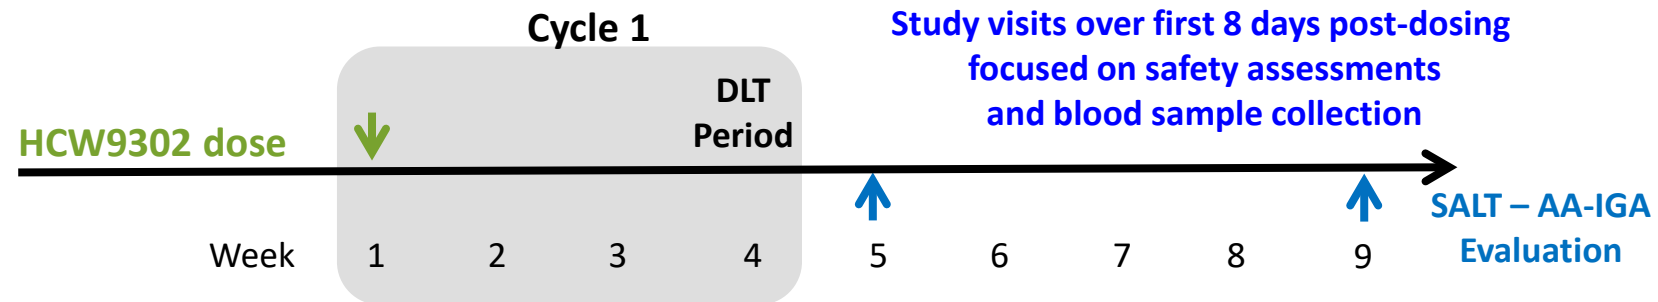 Cycle 1
Study visits over first 8 days post-dosing
focused on safety assessments
and blood sample collection
DLT
Period
HCW9302 dose
SALT – AA-IGA
Evaluation
Week 1 2 3 4 5 6 7 8 9